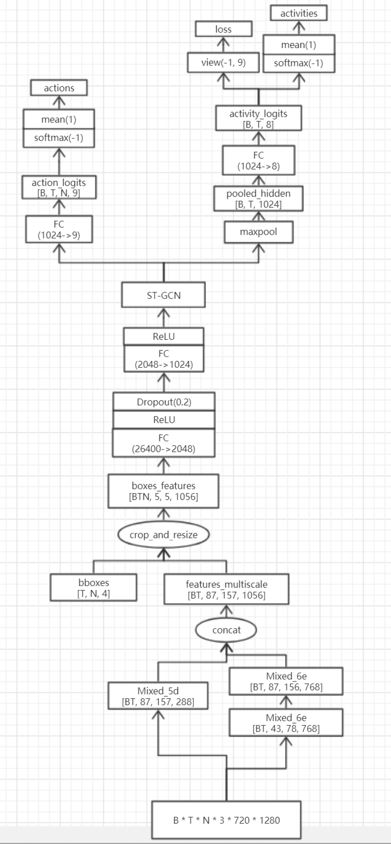 activities
loss
mean(1)
softmax(-1)
view(-1, 9)
actions
mean(1)
softmax(-1)
activity_logits
[B, T, 8]
FC
(1024->8)
action_logits
[B, T, N, 9]
pooled_hidden
[B, T, 1024]
FC
(1024->9)
maxpool
ST-GCN
ReLU
FC
(2048->1024)
Dropout(0,2)
ReLU
FC
(26400->2048)
boxes_features
[BTN, 5, 5, 1056]
crop_and_resize
bboxes
[T, N, 4]
features_multiscale
[BT, 87, 157, 1056]
concat
Mixed_5d
[BT, 87, 157, 288]
Mixed_6e
[BT, 87, 156, 768]
Mixed_6e
[BT, 43, 78, 768]
B * T * N * 3 * 720 * 1280